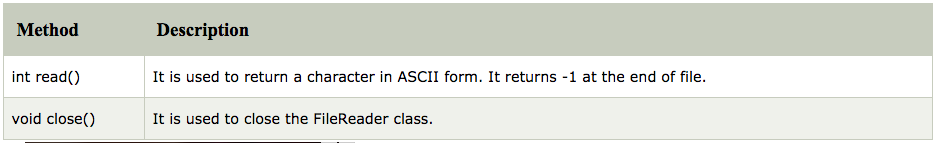 Method Description
int read() It is used to return a character in ASCII form. It returns -1 at the end of file.
void close() It is used to close the FileReader class.